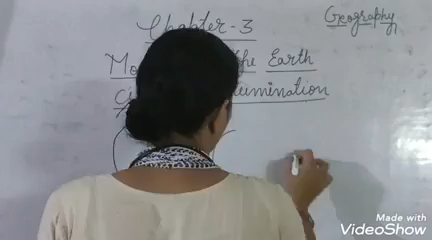 Geography
Chapter-3
Mo the Earth
C umination
Made with
VideoShow